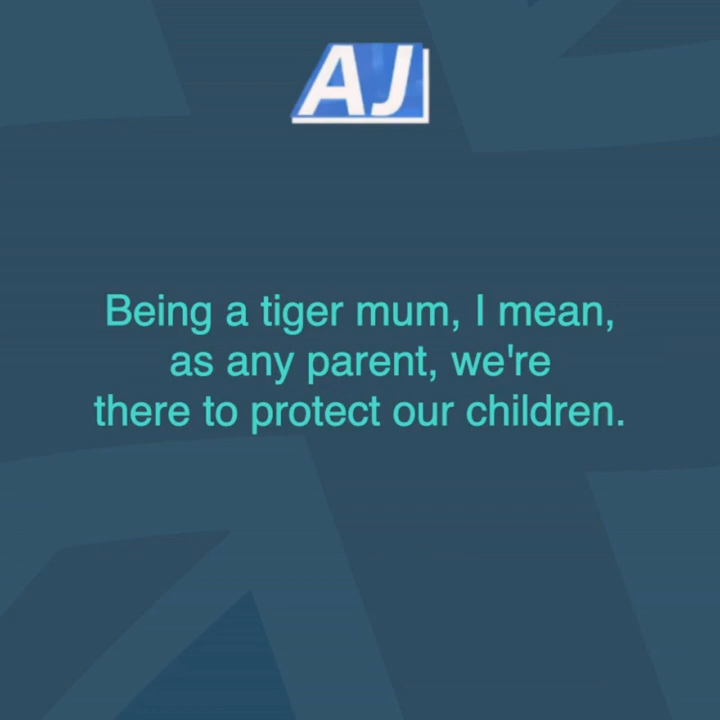 AJ
Being a tiger mum, I mean,
as any parent, we're
there to protect our children.